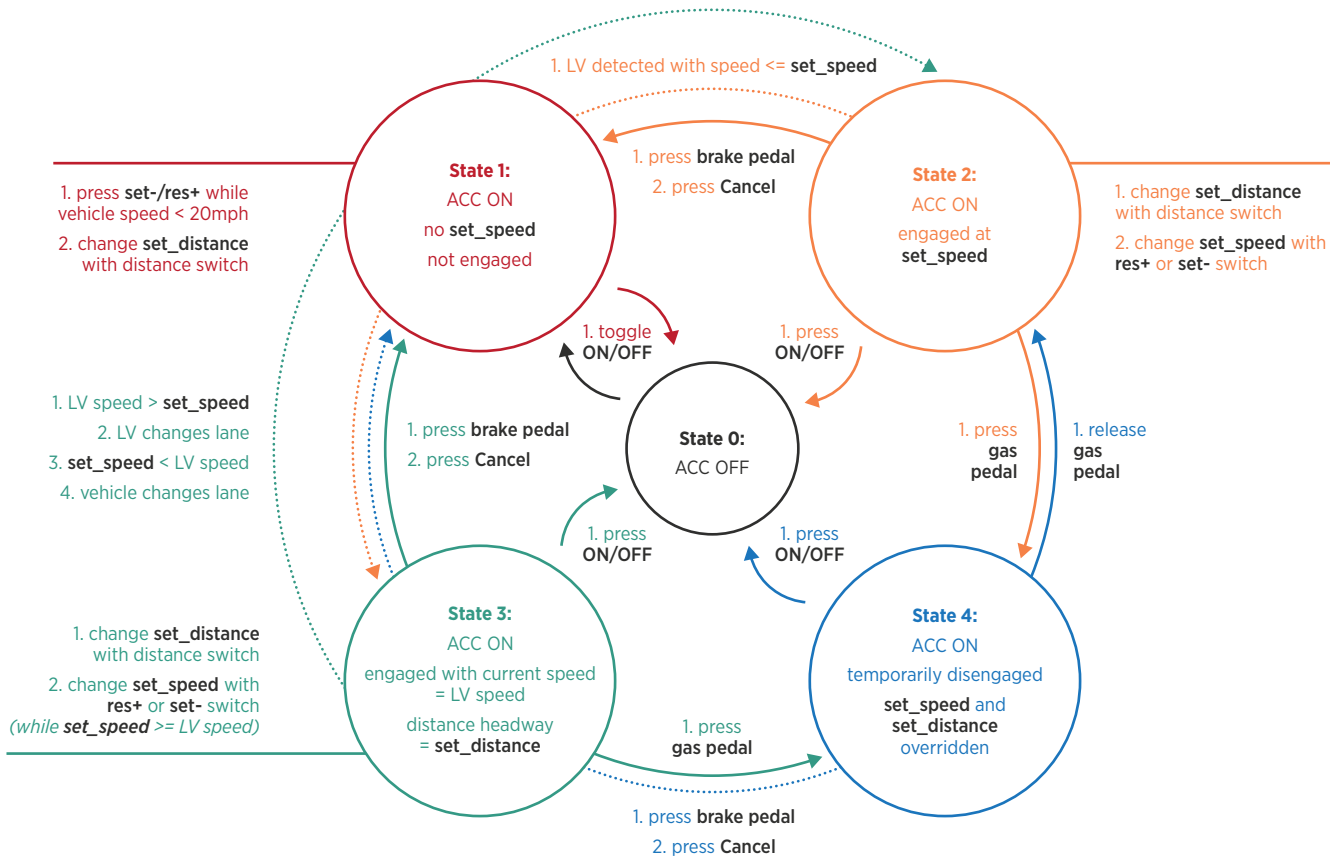 1. LV detected with speed <= set_speed
State 1:
ACC ON
no set_speed
not engaged
1. press brake pedal
2. press Cancel
State 2:
ACC ON
engaged at
set_speed
1. press set-/res+ while
vehicle speed < 20mph
2. change set_distance
with distance switch
1. change set_distance
with distance switch
2. change set_speed with
res+ or set- switch
1. toggle
ON/OFF
1. press
ON/OFF
1. LV speed > set_speed
2. LV changes lane
3. set_speed < LV speed
4. vehicle changes lane
1. press brake pedal
2. press Cancel
State 0:
ACC OFF
1. press
gas
pedal
1. release
gas
pedal
1. press
ON/OFF
1. press
ON/OFF
1. change set_distance
with distance switch
2. change set_speed with
res+ or set- switch
(while set_speed >= LV speed)
State 3:
ACC ON
engaged with current speed
= LV speed
distance headway
= set_distance
1. press
gas pedal
State 4:
ACC ON
temporarily disengaged
set_speed and
set_distance
overridden
1. press brake pedal
2. press Cancel